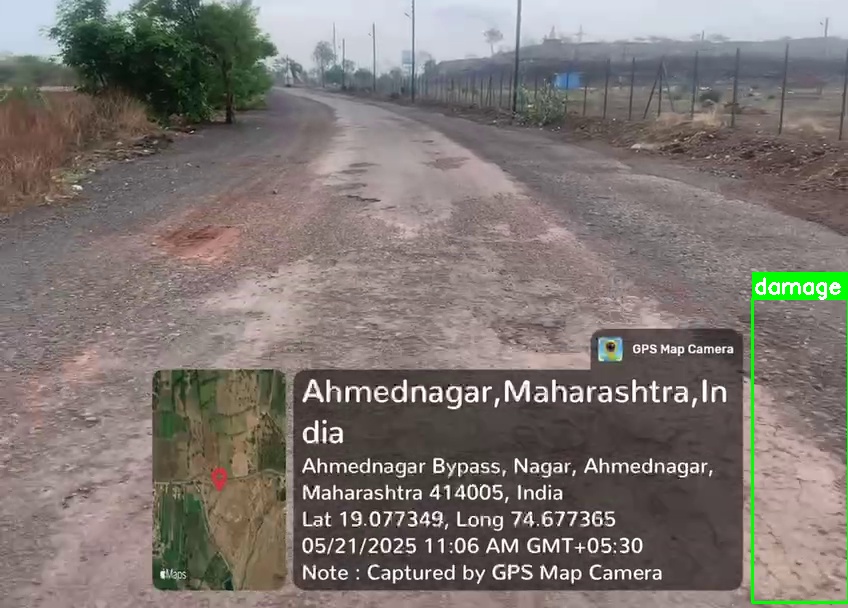 damage
GPS Map Camera
Ahmednagar,Maharashtra,In
dia
Ahmednagar Bypass, Nagar, Ahmednagar,
Maharashtra 414005, India
Lat 19.077349, Long 74.677365
05/21/2025 11:06 AM GMT+05:30
Note : Captured by GPS Map Camera
Maps